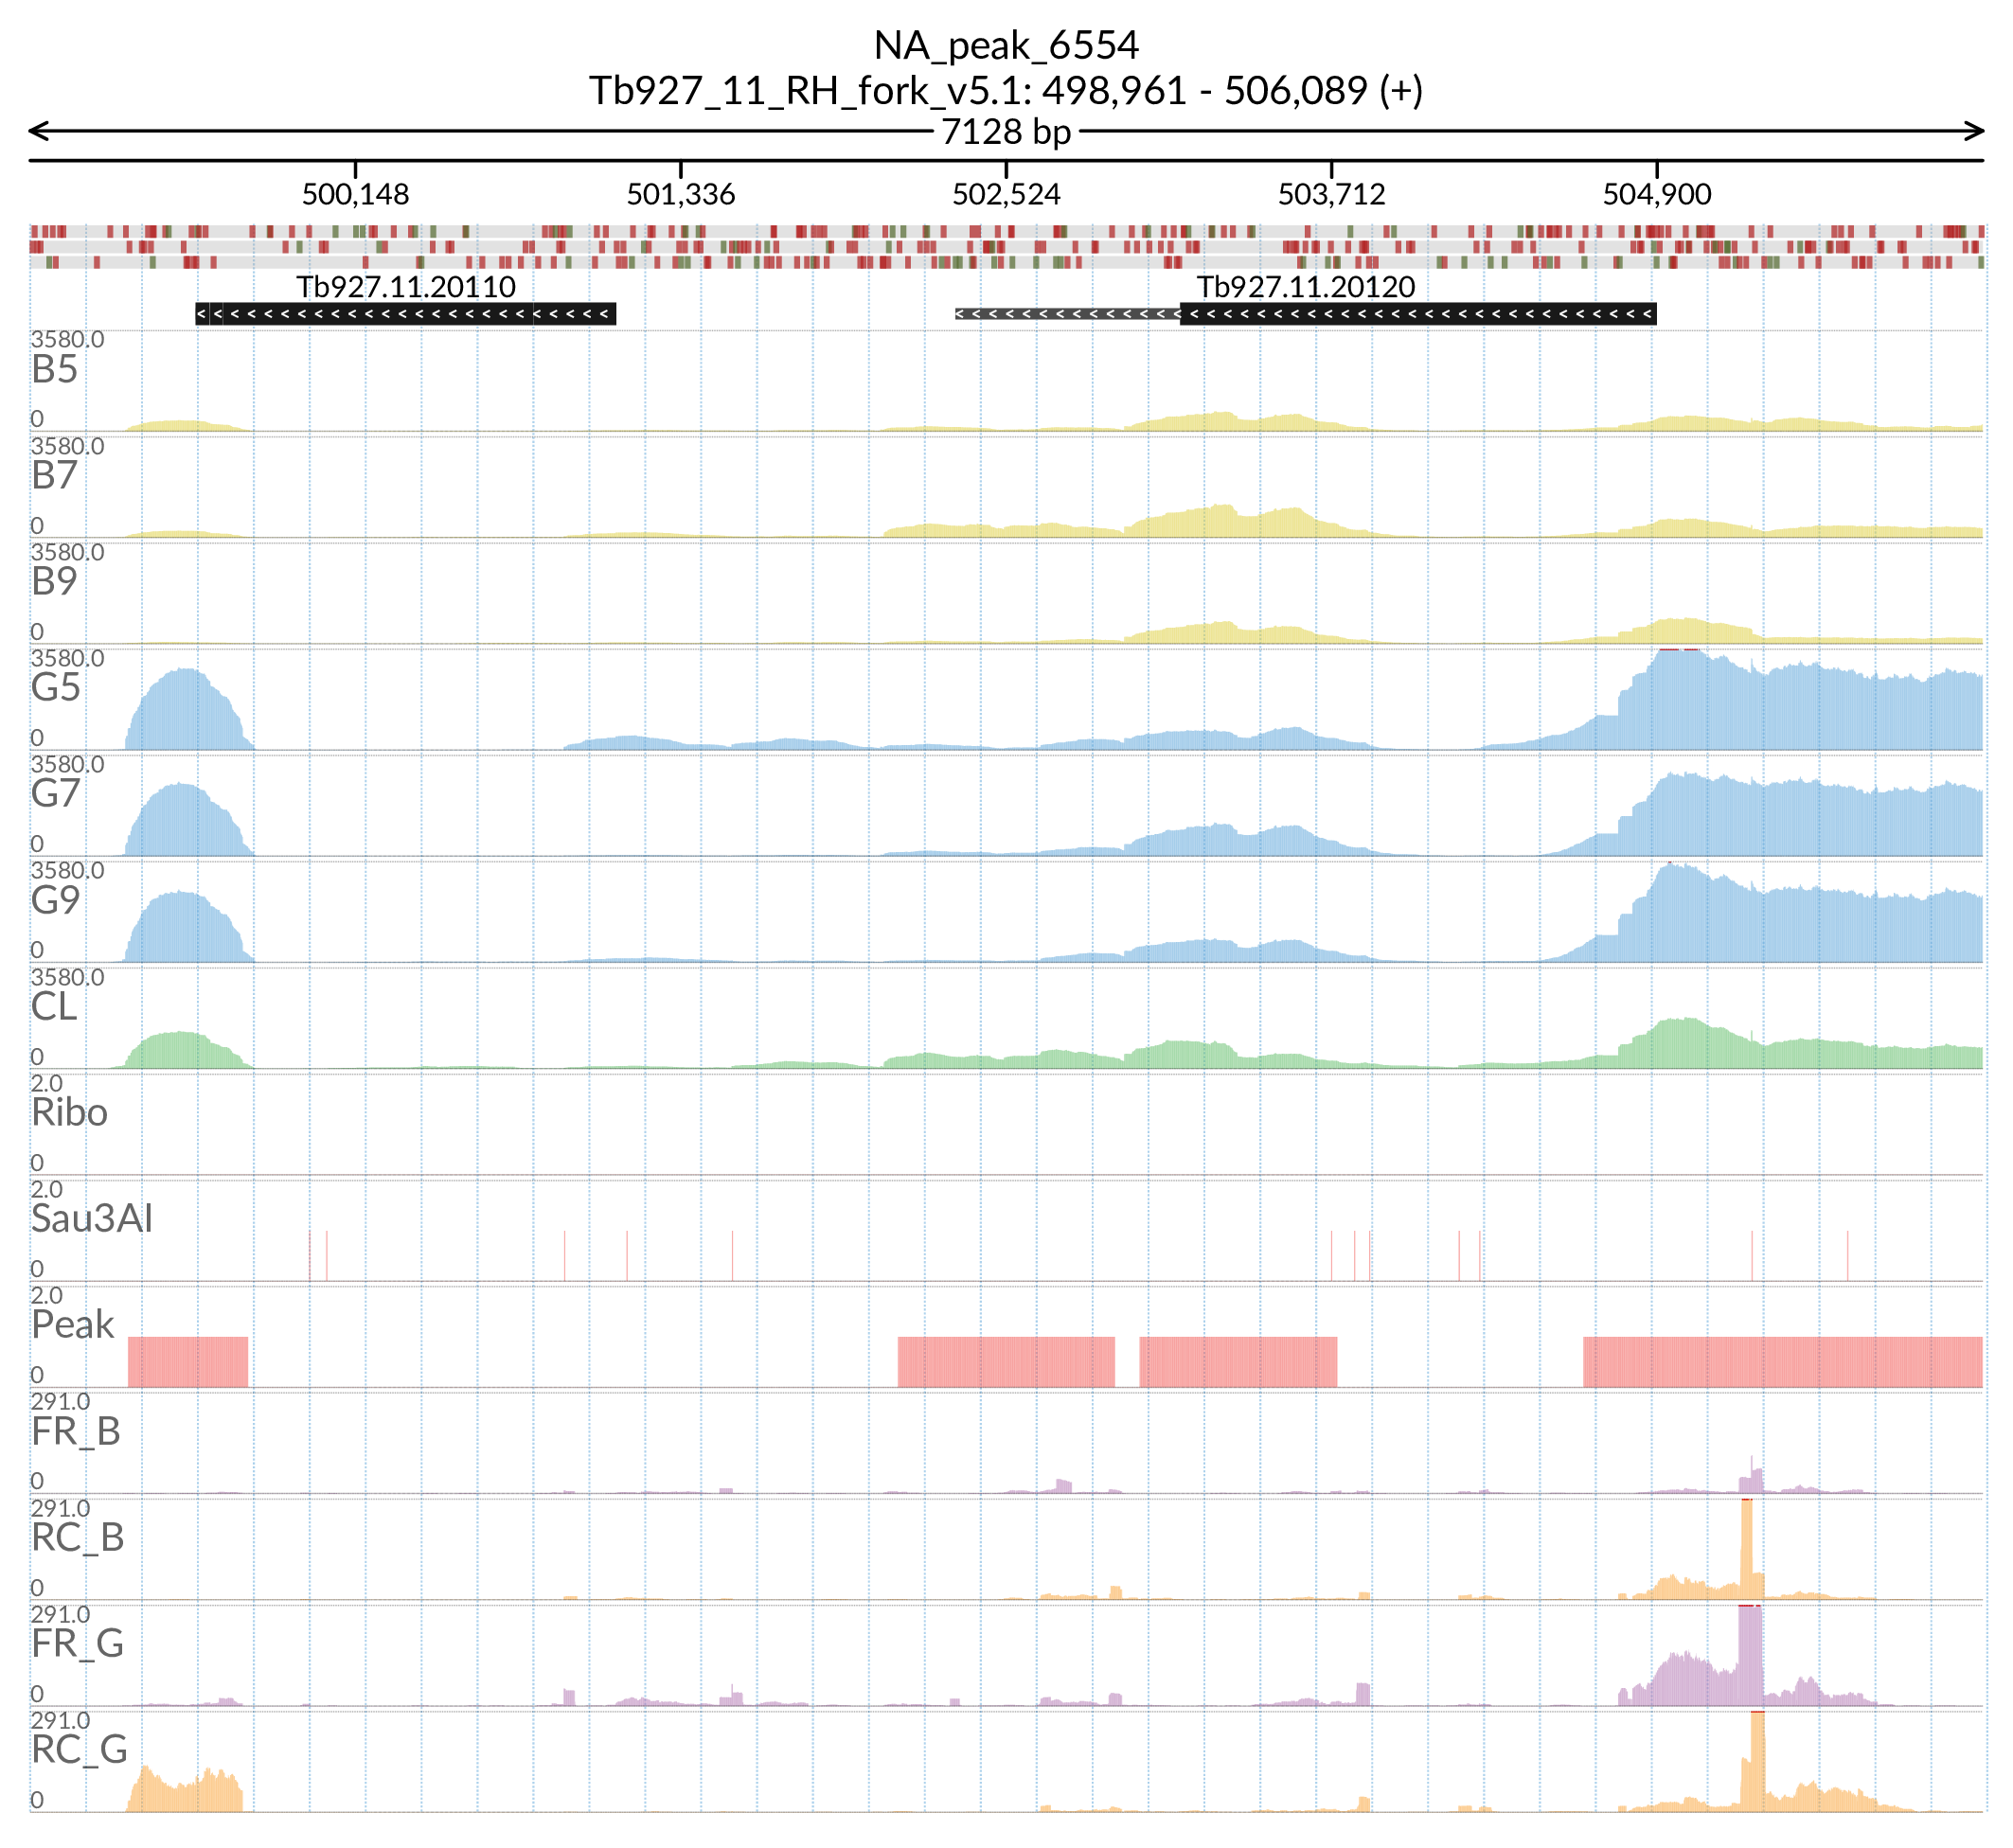 NA_peak_6554
Tb927_11_RH_fork_v5.1: 498,961 - 506,089 (+)
7128 bp
500,148 501,336 502,524 503,712 504,900
Tb927.11.20110 Tb927.11.20120
3580.0
B5
0
3580.0
B7
0
3580.0
B9
0
3580.0
G5
0
3580.0
G7
0
3580.0
G9
0
3580.0
CL
0
2.0
Ribo
0
2.0
Sau3AI
0
2.0
Peak
0
291.0
FR_B
0
291.0
RC_B
0
291.0
FR_G
0
291.0
RC_G
0